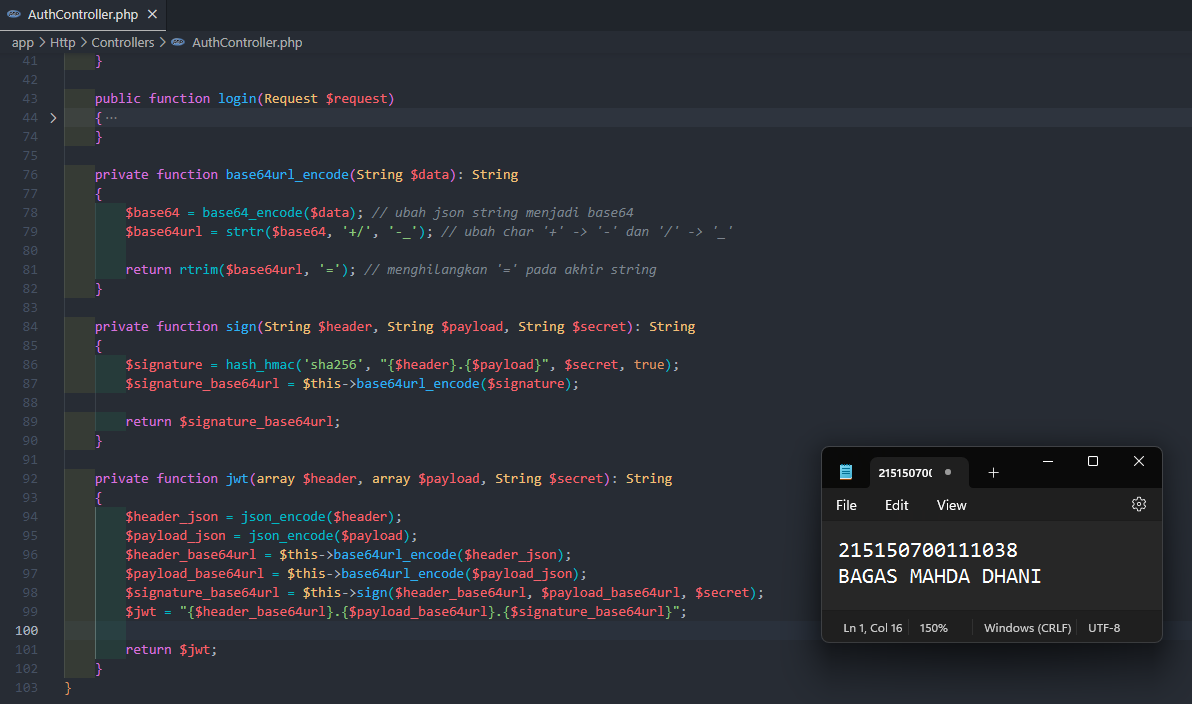 AuthController.php
app > Http > Controllers > AuthController.php
41 }
42
43 public function login(Request $request)
44 { ···
74 }
75
76 private function base64url_encode(String $data): String
77 {
78 $base64 = base64_encode($data); // ubah json string menjadi base64
79 $base64url = strtr($base64, '+/', '-_'); // ubah char '+' -> '-' dan '/' -> '_'
80
81 return rtrim($base64url, '='); // menghilangkan '=' pada akhir string
82 }
83
84 private function sign(String $header, String $payload, String $secret): String
85 {
86 $signature = hash_hmac('sha256', "{$header}.{$payload}", $secret, true);
87 $signature_base64url = $this->base64url_encode($signature);
88
89 return $signature_base64url;
90 }
91
92 private function jwt(array $header, array $payload, String $secret): String
93 {
94 $header_json = json_encode($header);
95 $payload_json = json_encode($payload);
96 $header_base64url = $this->base64url_encode($header_json);
97 $payload_base64url = $this->base64url_encode($payload_json);
98 $signature_base64url = $this->sign($header_base64url, $payload_base64url, $secret);
99 $jwt = "{$header_base64url}.{$payload_base64url}.{$signature_base64url}";
100
101 return $jwt;
102 }
103 }
File Edit View
215150700111038
BAGAS MAHDA DHANI
Ln 1, Col 16 150% Windows (CRLF) UTF-8